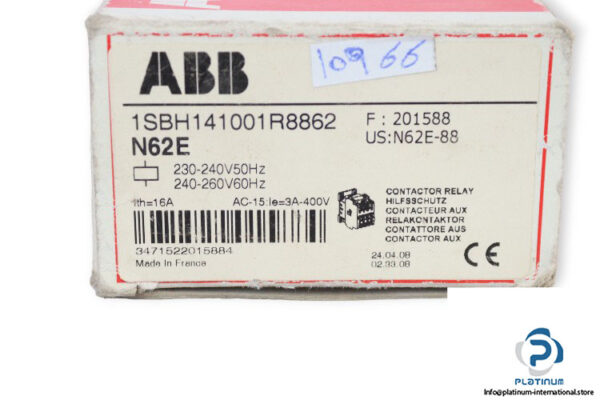 ABB
10966
1SBH141001R8862
F: 201588
N62E
US:N62E-88
230-240V50Hz
240-260V60Hz
Ith=16A
AC-15:Ie=3A-400V
CONTACTOR RELAY
HILFSSCHUTZ
CONTACTEUR AUX
RELAKONTAKTOR
CONTATTORE AUS
CONTACTOR AUX
3471522015884
Made In France
24.04.08
02.33.08
CE
PLATINUM
Info@platinum-international.store